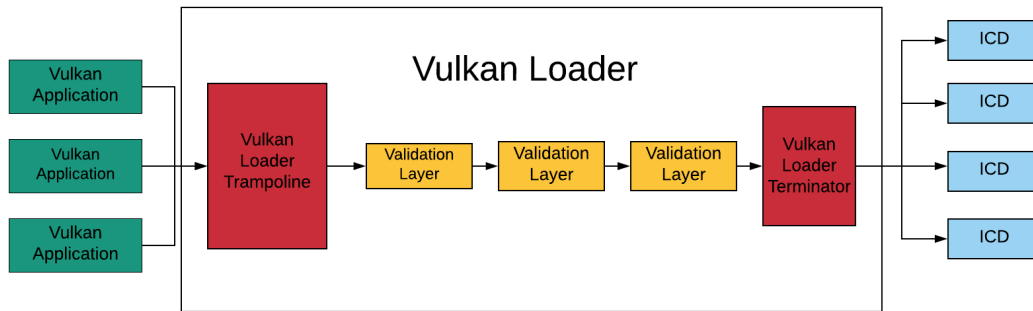 Vulkan
Application
Vulkan
Application
Vulkan
Application
Vulkan Loader
Vulkan
Loader
Trampoline
Validation
Layer
Validation
Layer
Validation
Layer
Vulkan
Loader
Terminator
ICD
ICD
ICD
ICD